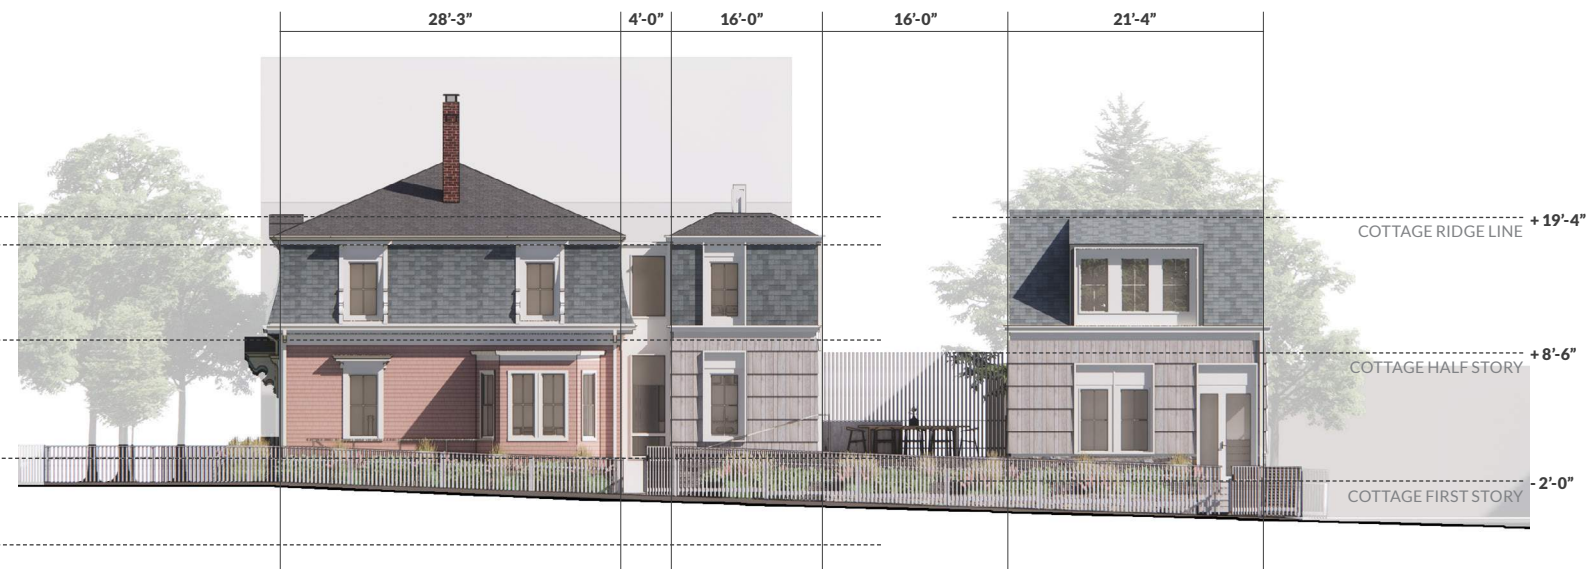 28’-3”
4’-0”
16’-0”
16’-0”
21’-4”
+ 19’-4”
COTTAGE RIDGE LINE
+ 8’-6”
COTTAGE HALF STORY
- 2’-0”
COTTAGE FIRST STORY